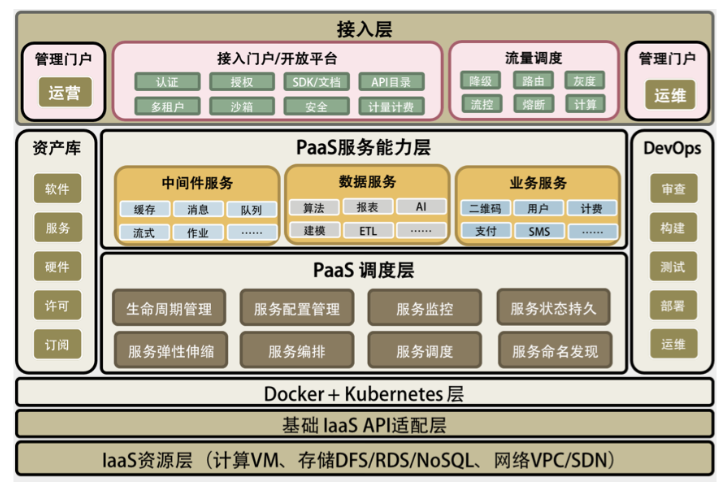 接入层
管理门户
运营
接入门户/开放平台
认证
授权
SDK/文档
API目录
多租户
沙箱
安全
计量计费
流量调度
降级
路由
灰度
流控
熔断
计算
管理门户
运维
资产库
软件
服务
硬件
许可
订阅
PaaS服务能力层
中间件服务
缓存
消息
队列
流式
作业
……
数据服务
算法
报表
AI
建模
ETL
……
业务服务
二维码
用户
计费
支付
SMS
……
PaaS 调度层
生命周期管理
服务配置管理
服务监控
服务状态持久
服务弹性伸缩
服务编排
服务调度
服务命名发现
DevOps
审查
构建
测试
部署
运维
Docker + Kubernetes 层
基础 IaaS API适配层
IaaS资源层（计算VM、存储DFS/RDS/NoSQL、网络VPC/SDN）